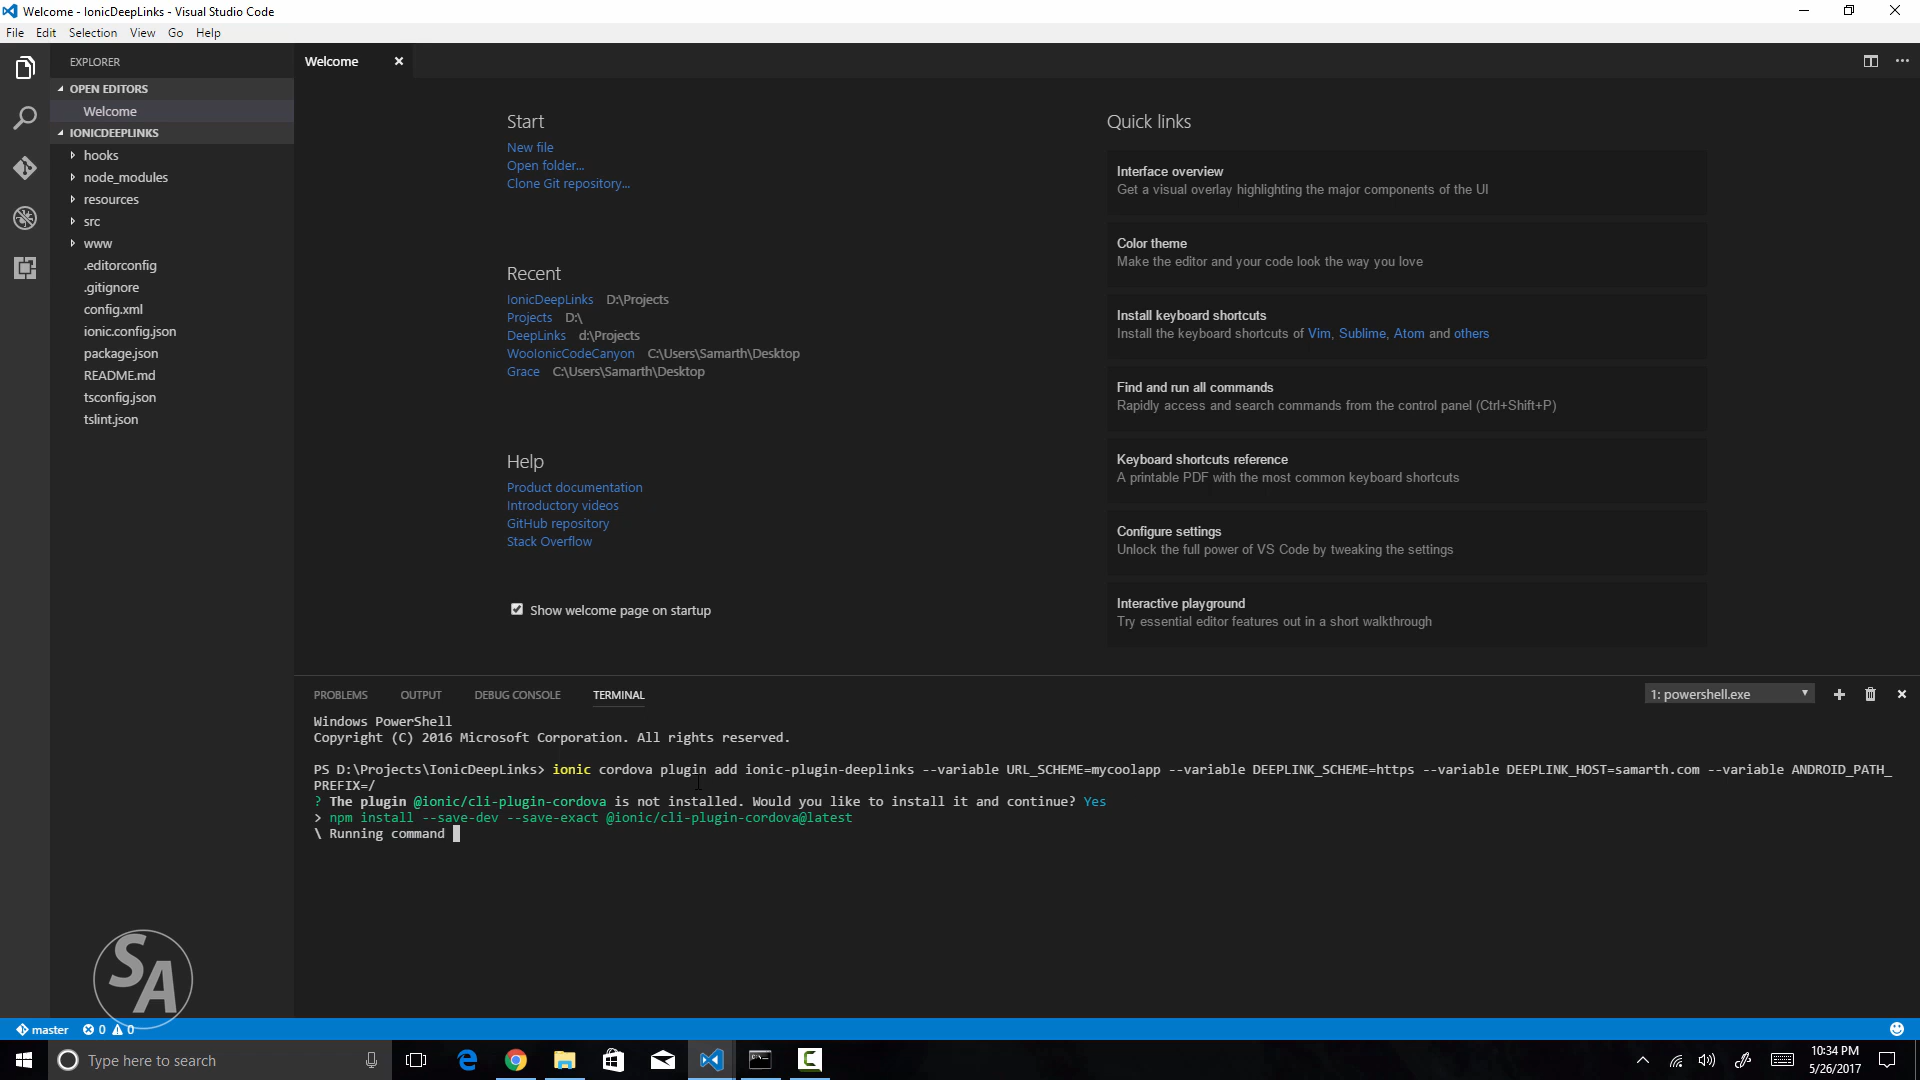 Welcome - IonicDeepLinks - Visual Studio Code
File Edit Selection View Go Help
EXPLORER
OPEN EDITORS
Welcome
IONICDEEPLINKS
hooks
node_modules
resources
src
www
.editorconfig
.gitignore
config.xml
ionic.config.json
package.json
README.md
tsconfig.json
tslint.json
Welcome
Start
New file
Open folder...
Clone Git repository...
Recent
IonicDeepLinks D:\Projects
Projects D:\
DeepLinks d:\Projects
WooIonicCodeCanyon C:\Users\Samarth\Desktop
Grace C:\Users\Samarth\Desktop
Help
Product documentation
Introductory videos
GitHub repository
Stack Overflow
Show welcome page on startup
Quick links
Interface overview
Get a visual overlay highlighting the major components of the UI
Color theme
Make the editor and your code look the way you love
Install keyboard shortcuts
Install the keyboard shortcuts of Vim, Sublime, Atom and others
Find and run all commands
Rapidly access and search commands from the control panel (Ctrl+Shift+P)
Keyboard shortcuts reference
A printable PDF with the most common keyboard shortcuts
Configure settings
Unlock the full power of VS Code by tweaking the settings
Interactive playground
Try essential editor features out in a short walkthrough
PROBLEMS OUTPUT DEBUG CONSOLE TERMINAL
1: powershell.exe
Windows PowerShell
Copyright (C) 2016 Microsoft Corporation. All rights reserved.
PS D:\Projects\IonicDeepLinks> ionic cordova plugin add ionic-plugin-deeplinks --variable URL_SCHEME=mycoolapp --variable DEEPLINK_SCHEME=https --variable DEEPLINK_HOST=samarth.com --variable ANDROID_PATH_
PREFIX=/
? The plugin @ionic/cli-plugin-cordova is not installed. Would you like to install it and continue? Yes
> npm install --save-dev --save-exact @ionic/cli-plugin-cordova@latest
\ Running command
SA
master 0 0
Type here to search
10:34 PM
5/26/2017